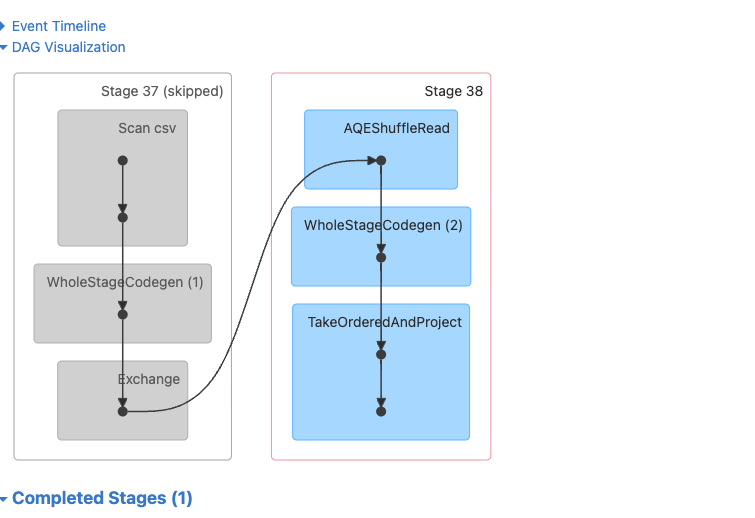 Event Timeline
DAG Visualization
Stage 37 (skipped)
Scan csv
WholeStageCodegen (1)
Exchange
Stage 38
AQEShuffleRead
WholeStageCodegen (2)
TakeOrderedAndProject
Completed Stages (1)